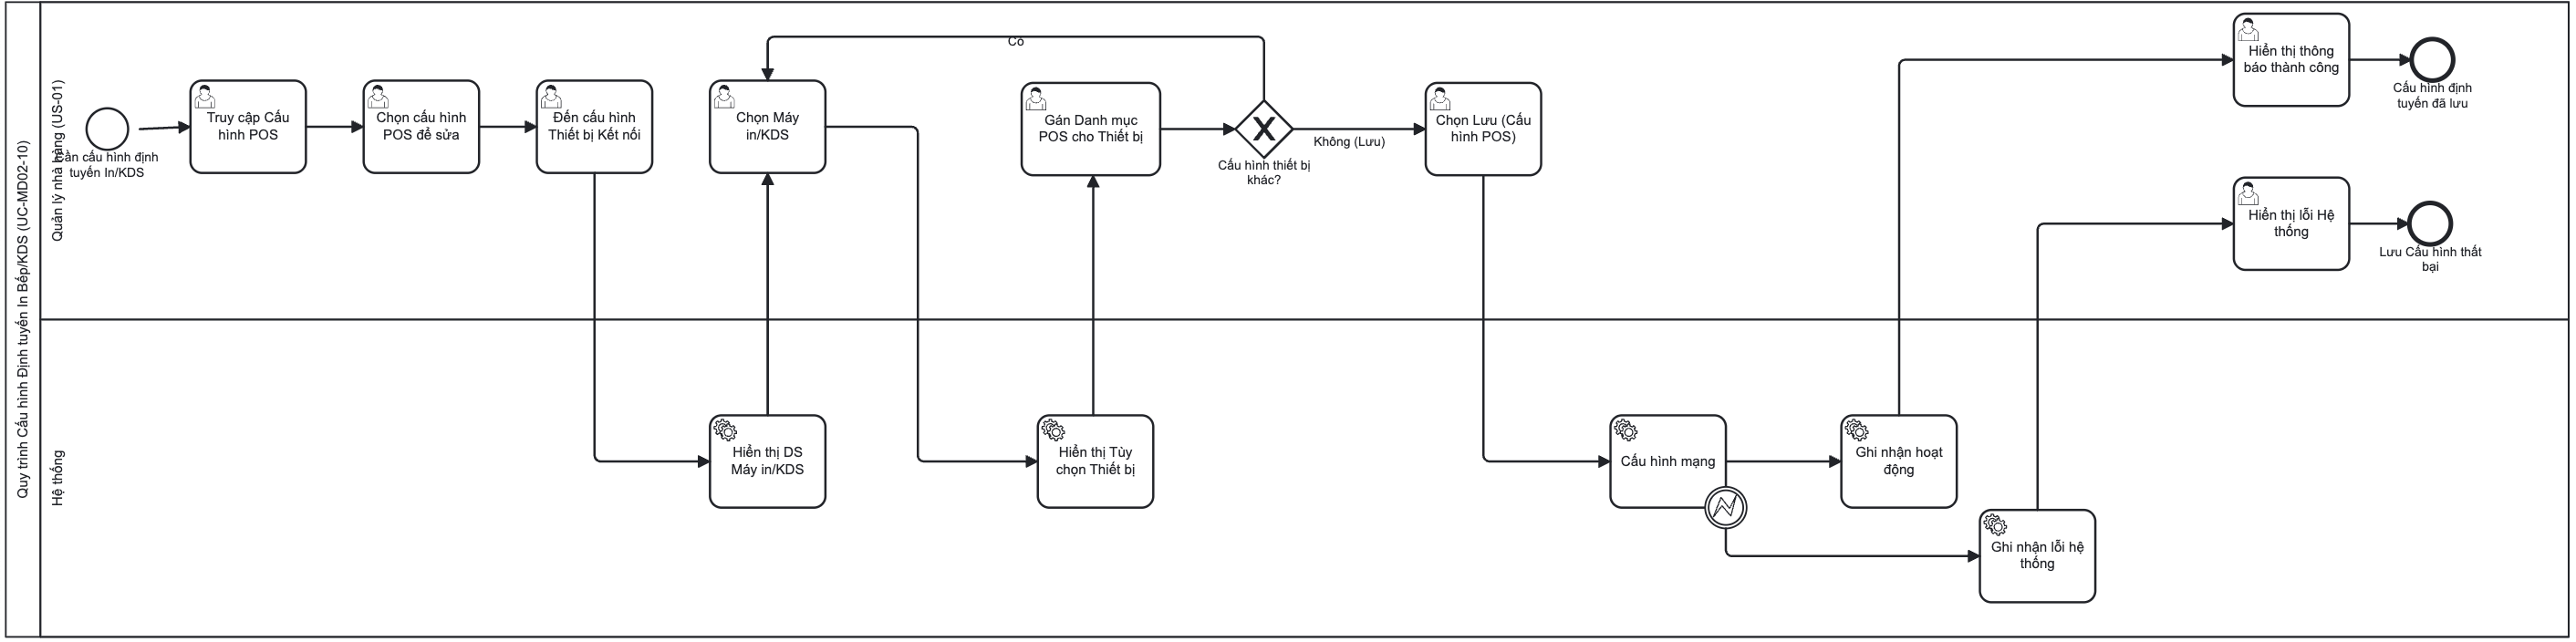 Quy trình Cấu hình Định tuyến In Bếp/KDS (UC-MD02-10)
Quản lý nhà hàng (US-01)
Cần cấu hình định
tuyến In/KDS
Truy cập Cấu
hình POS
Chọn cấu hình
POS để sửa
Đến cấu hình
Thiết bị Kết nối
Chọn Máy
in/KDS
Có
Gán Danh mục
POS cho Thiết bị
Cấu hình thiết bị
khác?
Không (Lưu)
Chọn Lưu (Cấu
hình POS)
Hiển thị thông
báo thành công
Cấu hình định
tuyến đã lưu
Hiển thị lỗi Hệ
thống
Lưu Cấu hình thất
bại
Hệ thống
Hiển thị DS
Máy in/KDS
Hiển thị Tùy
chọn Thiết bị
Cấu hình mạng
Ghi nhận hoạt
động
Ghi nhận lỗi hệ
thống